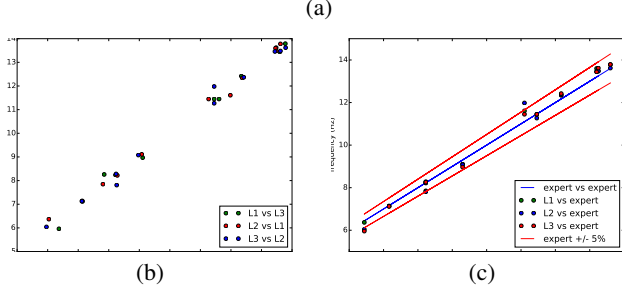 (a)
14
13
12
11
10
9
8
7
6
5
L1 vs L3
L2 vs L1
L3 vs L2
(b)
14
12
10
8
6
expert vs expert
L1 vs expert
L2 vs expert
L3 vs expert
expert +/- 5%
(c)